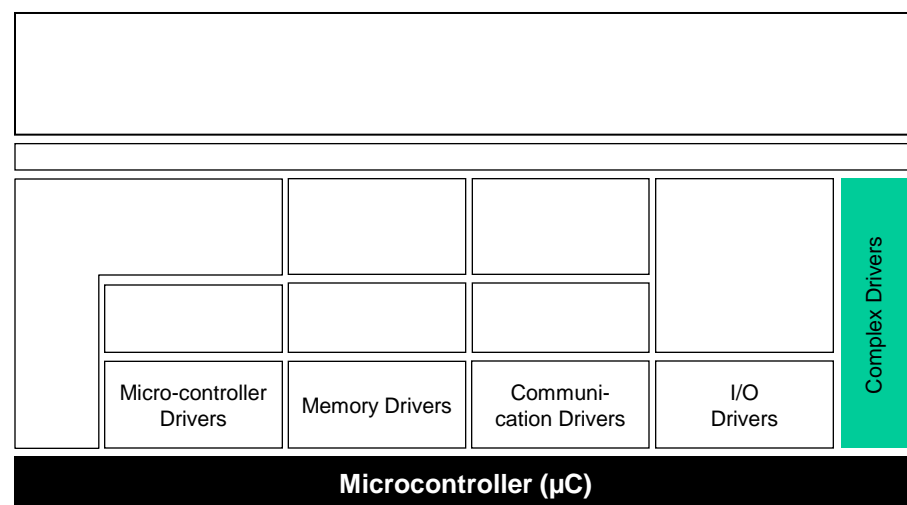 Complex Drivers
Micro-controller
Drivers
Memory Drivers
Communi-
cation Drivers
I/O
Drivers
Microcontroller (µC)